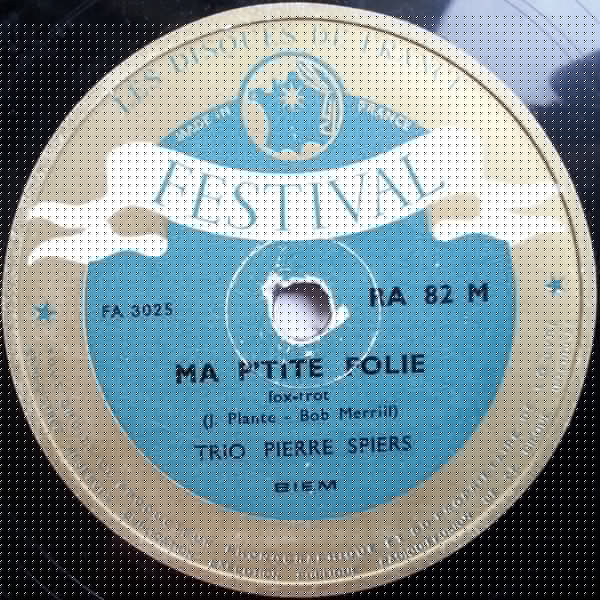 LES DISQUES DE FRANCE
MADE IN FRANCE
FESTIVAL
FA 3025
RA 82 M
MA P'TITE FOLIE
fox-trot
(J. Plante - Bob Merriil)
TRIO PIERRE SPIERS
BIEM